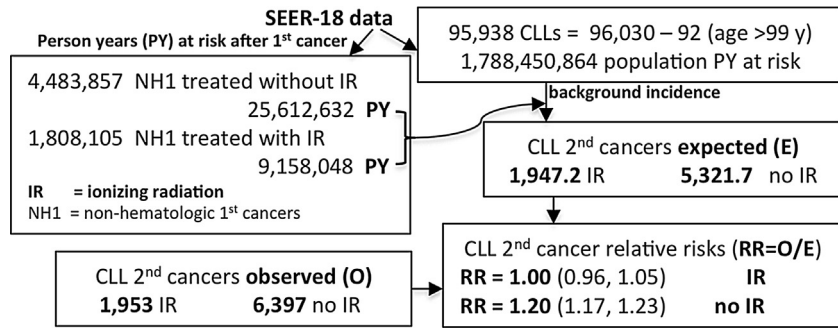 SEER-18 data
Person years (PY) at risk after 1st cancer
4,483,857 NH1 treated without IR
25,612,632 PY
1,808,105 NH1 treated with IR
9,158,048 PY
IR = ionizing radiation
NH1 = non-hematologic 1st cancers
95,938 CLLs = 96,030 – 92 (age >99 y)
1,788,450,864 population PY at risk
background incidence
CLL 2nd cancers expected (E)
1,947.2 IR 5,321.7 no IR
CLL 2nd cancers observed (O)
1,953 IR 6,397 no IR
CLL 2nd cancer relative risks (RR=O/E)
RR = 1.00 (0.96, 1.05) IR
RR = 1.20 (1.17, 1.23) no IR